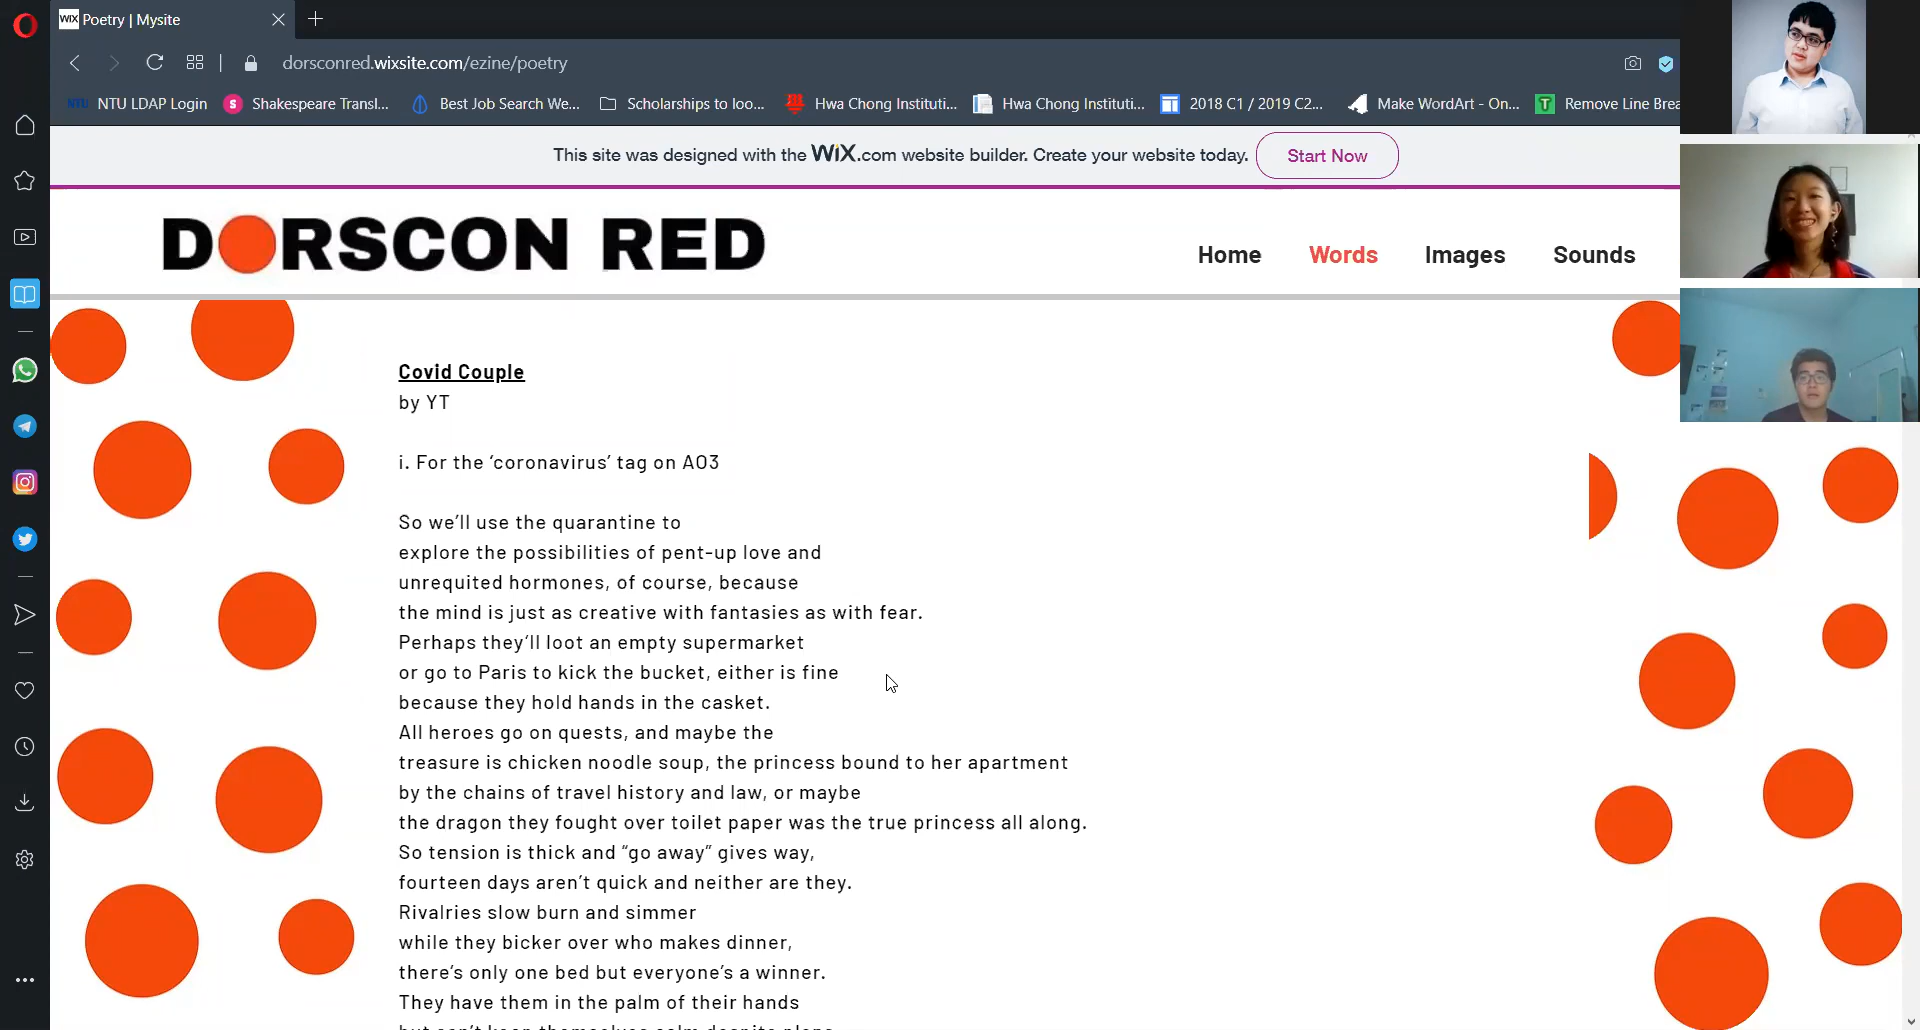 WiX Poetry | Mysite
dorsconred.wixsite.com/ezine/poetry
NTU NTU LDAP Login
S Shakespeare Transl...
Best Job Search We...
Scholarships to loo...
Hwa Chong Instituti...
Hwa Chong Instituti...
2018 C1 / 2019 C2...
Make WordArt - On...
T Remove Line Brea
This site was designed with the WiX.com website builder. Create your website today.
Start Now
DORSCON RED
Home Words Images Sounds
Covid Couple
by YT
i. For the ‘coronavirus’ tag on AO3
So we’ll use the quarantine to
explore the possibilities of pent-up love and
unrequited hormones, of course, because
the mind is just as creative with fantasies as with fear.
Perhaps they’ll loot an empty supermarket
or go to Paris to kick the bucket, either is fine
because they hold hands in the casket.
All heroes go on quests, and maybe the
treasure is chicken noodle soup, the princess bound to her apartment
by the chains of travel history and law, or maybe
the dragon they fought over toilet paper was the true princess all along.
So tension is thick and “go away” gives way,
fourteen days aren’t quick and neither are they.
Rivalries slow burn and simmer
while they bicker over who makes dinner,
there’s only one bed but everyone’s a winner.
They have them in the palm of their hands